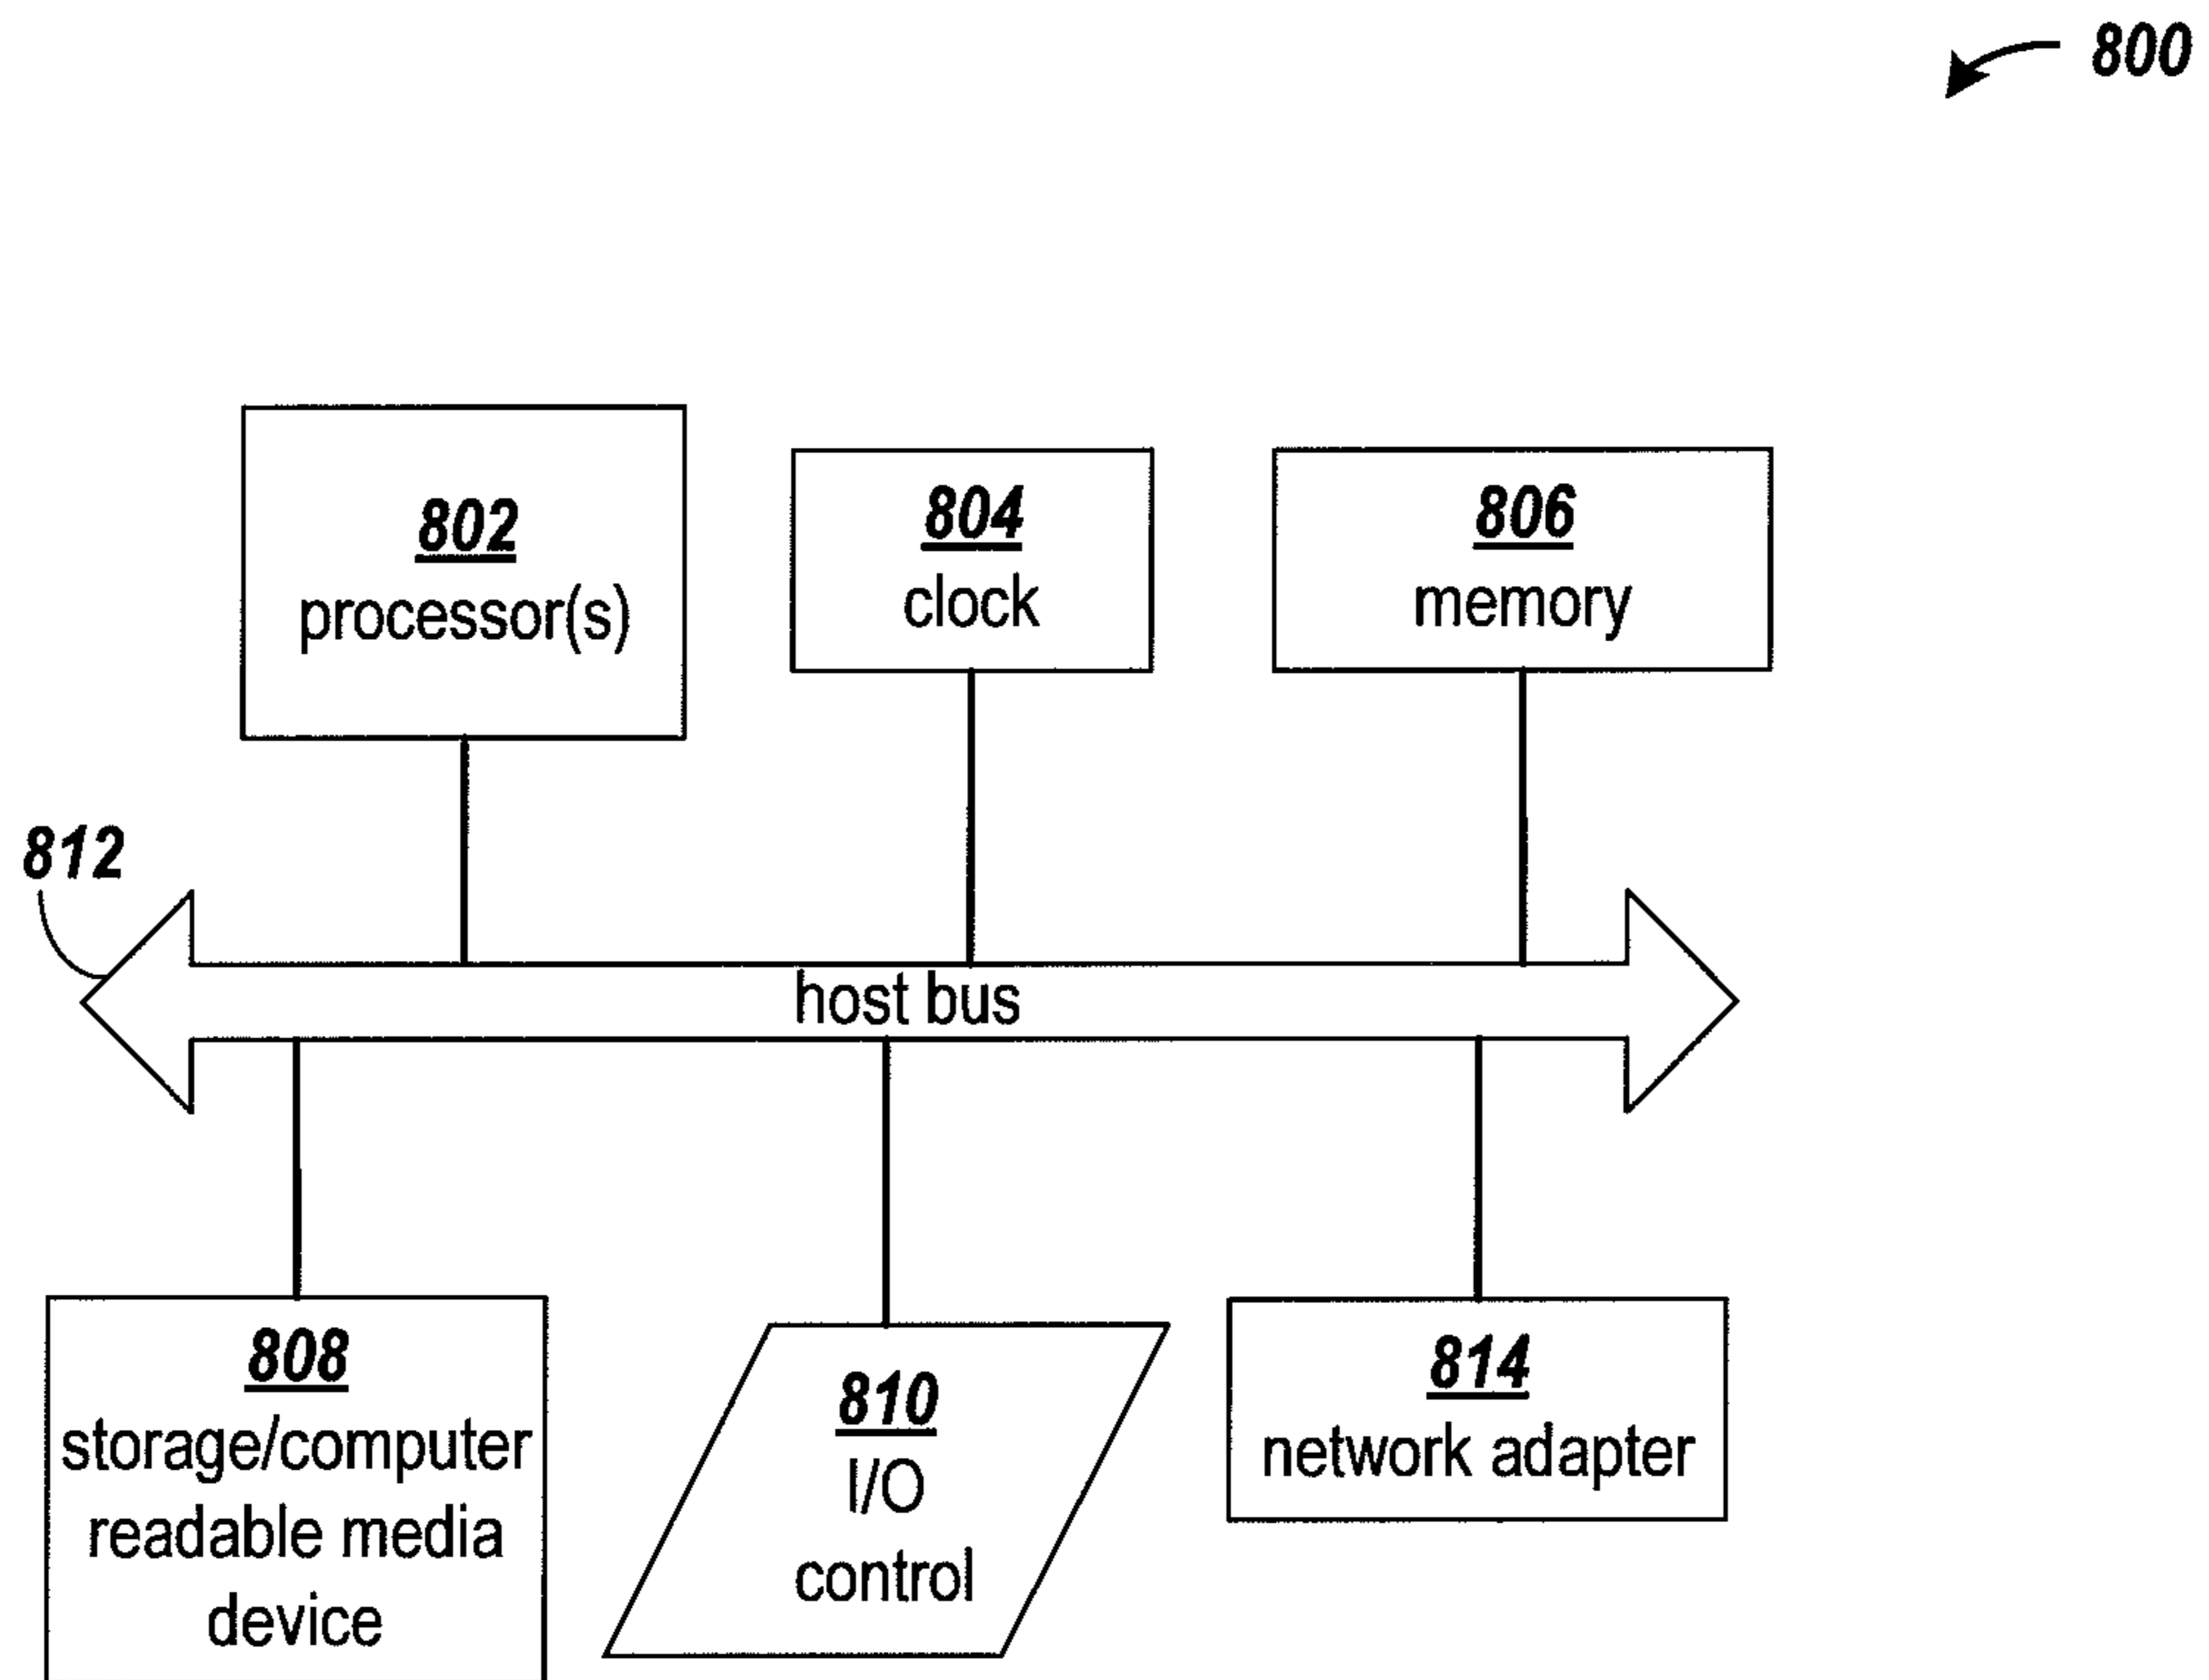 800
802
processor(s)
804
clock
806
memory
812
host bus
808
storage/computer
readable media
device
810
I/O
control
814
network adapter